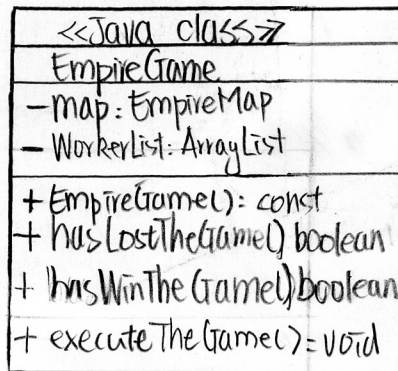 <<Java class>>
EmpireGame
- map: EmpireMap
- WorkerList: ArrayList
+ EmpireGame(): const
+ hasLostTheGame() boolean
+ hasWinTheGame() boolean
+ executeTheGame(): void